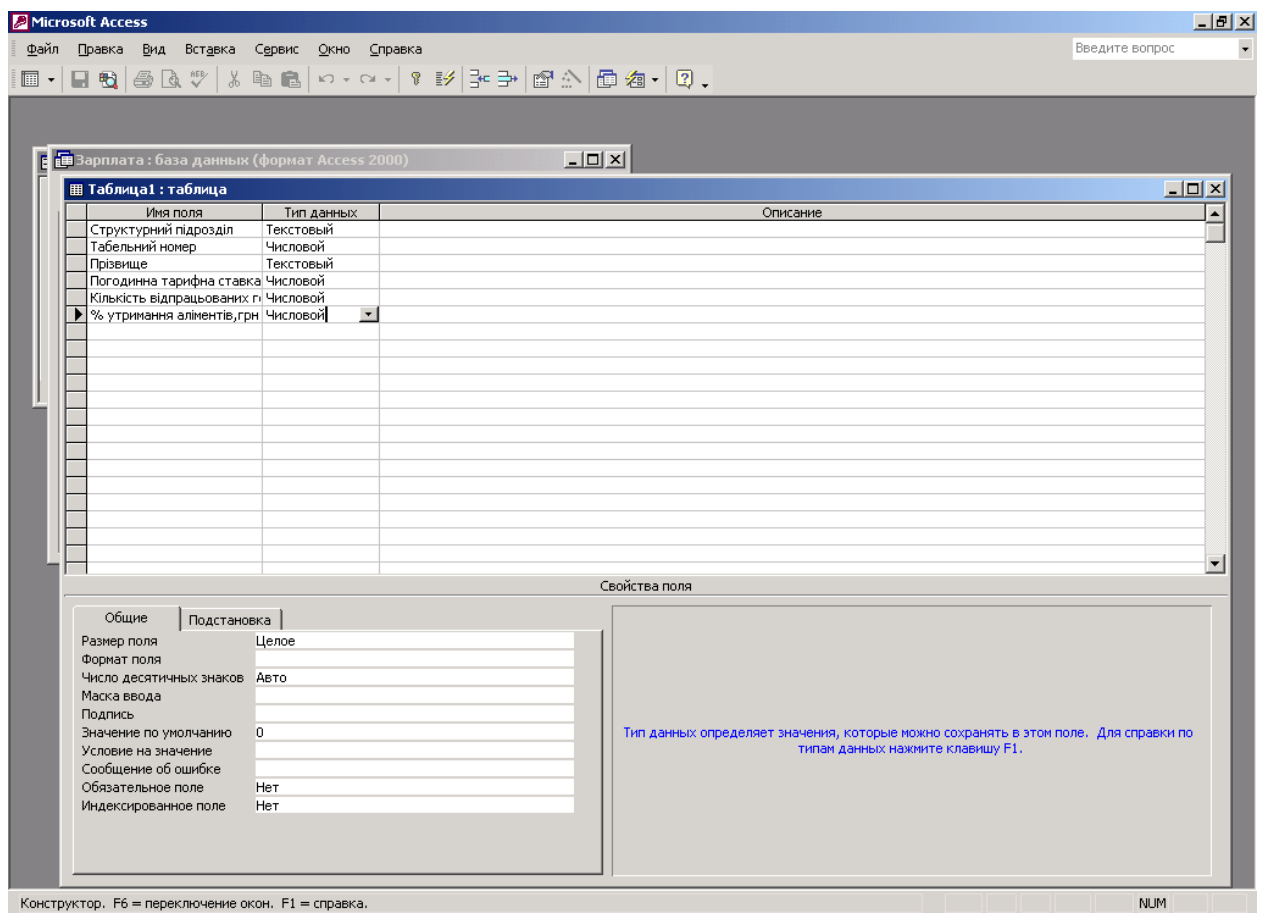 Microsoft Access
Файл Правка Вид Вставка Сервис Окно Справка Введите вопрос
Зарплата : база данных (формат Access 2000)
Таблица1 : таблица
Имя поля Тип данных Описание
Структурний підрозділ Текстовый
Табельний номер Числовой
Прізвище Текстовый
Погодинна тарифна ставка Числовой
Кількість відпрацьованих Числовой
% утримання аліментів,грн Числовой
Свойства поля
Общие Подстановка
Размер поля Целое
Формат поля
Число десятичных знаков Авто
Маска ввода
Подпись
Значение по умолчанию 0
Условие на значение
Сообщение об ошибке
Обязательное поле Нет
Индексированное поле Нет
Тип данных определяет значения, которые можно сохранять в этом поле. Для справки по
типам данных нажмите клавишу F1.
Конструктор. F6 = переключение окон. F1 = справка. NUM